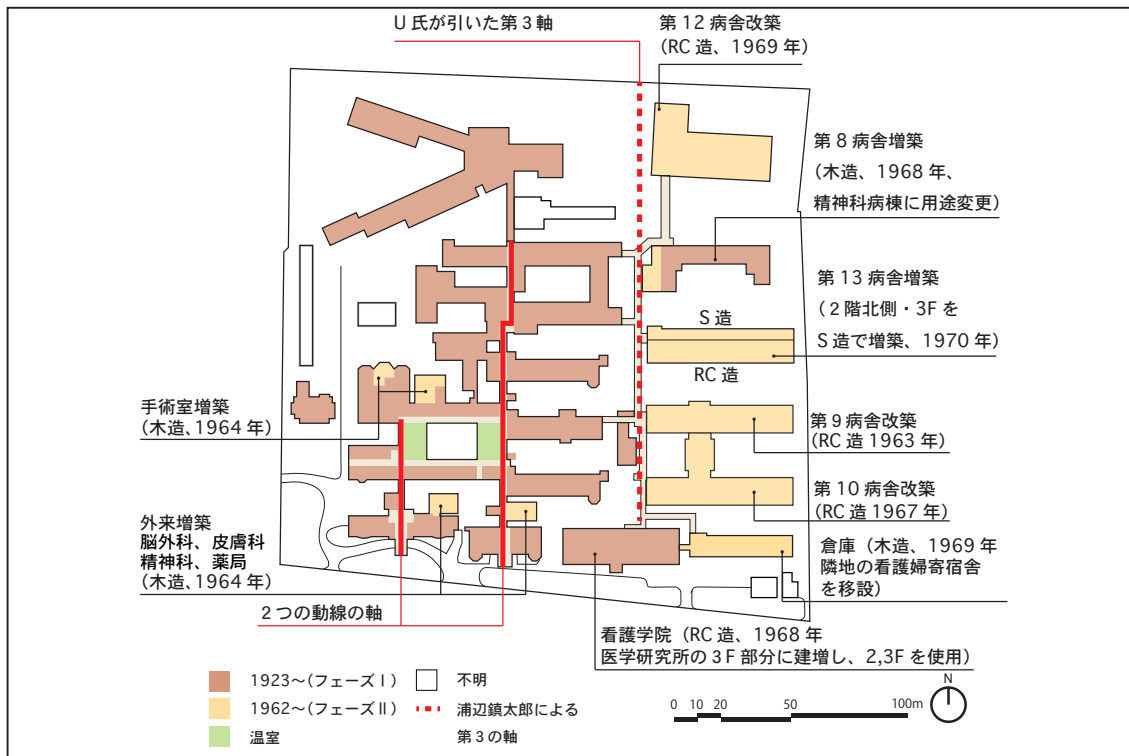 U 氏が引いた第3軸
第 12 病舎改築
(RC 造、1969 年)
第 8 病舎増築
(木造、1968 年、
精神科病棟に用途変更)
第 13 病舎増築
(2 階北側・3F を
S 造で増築、1970 年)
S 造
RC 造
手術室増築
(木造、1964 年)
第 9 病舎改築
(RC 造 1963 年)
第 10 病舎改築
(RC 造 1967 年)
外来増築
脳外科、皮膚科
精神科、薬局
(木造、1964 年)
倉庫(木造、1969 年
隣地の看護婦寄宿舎
を移設)
2つの動線の軸
看護学院(RC 造、1968 年
医学研究所の 3F 部分に建増し、2,3F を使用)
1923~(フェーズⅠ)
不明
1962~(フェーズⅡ)
浦辺鎮太郎による
温室
第3の軸
0 10 20 50 100m
N